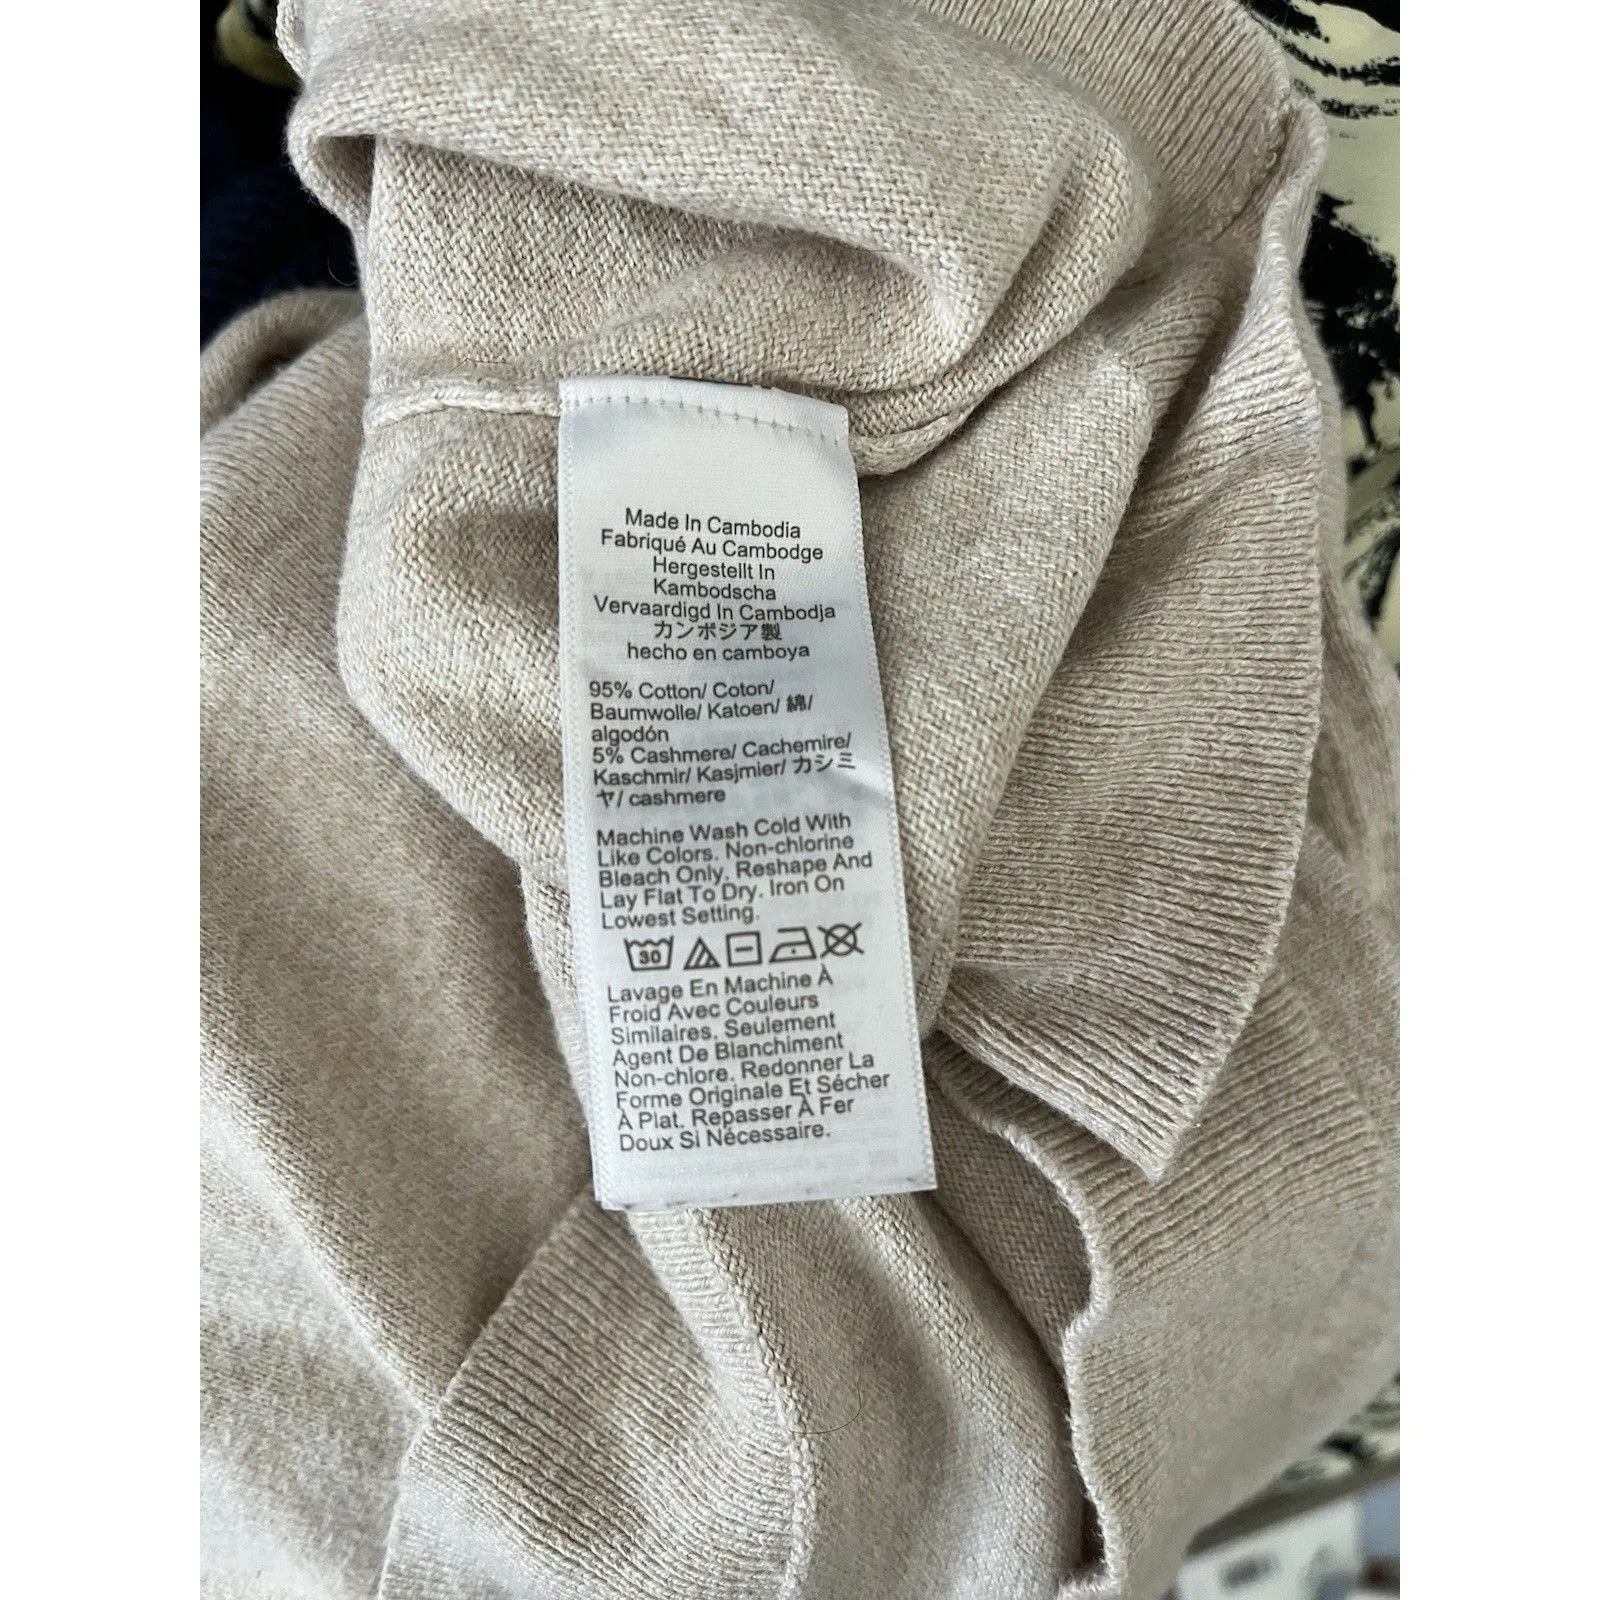 Made In Cambodia
Fabriqué Au Cambodge
Hergestellt In
Kambodscha
Vervaardigd In Cambodja
カンボジア製
hecho en camboya
95% Cotton/ Coton/
Baumwolle/ Katoen/ 綿/
algodón
5% Cashmere/ Cachemire/
Kaschmir/ Kasjmier/ カシミ
ヤ/ cashmere
Machine Wash Cold With
Like Colors. Non-chlorine
Bleach Only. Reshape And
Lay Flat To Dry. Iron On
Lowest Setting.
30
Lavage En Machine À
Froid Avec Couleurs
Similaires. Seulement
Agent De Blanchiment
Non-chlore. Redonner La
Forme Originale Et Sécher
À Plat. Repasser À Fer
Doux Si Nécessaire.